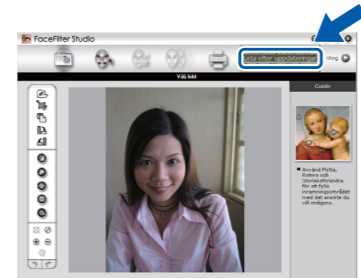 FaceFilter Studio
Leta efter uppdateringar
Välj bild
Guide
Använd Flytta,
Rotera och
Storleksförändra
för att fylla
inramningsområdet
med det ansikte du
vill redigera.